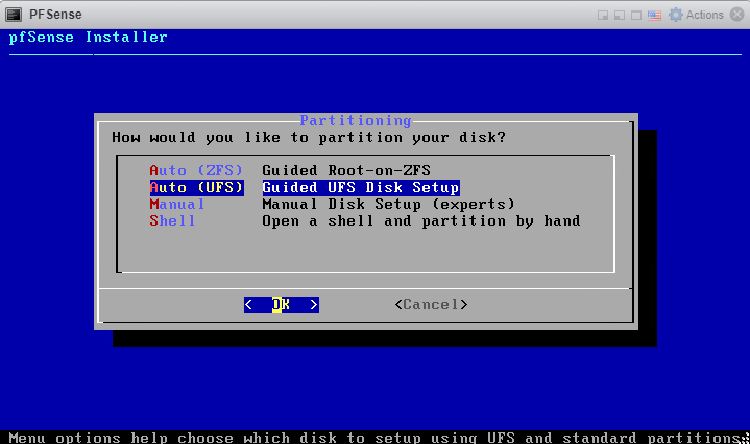 PFSense Actions
pfSense Installer
Partitioning
How would you like to partition your disk?
Auto (ZFS) Guided Root-on-ZFS
Auto (UFS) Guided UFS Disk Setup
Manual Manual Disk Setup (experts)
Shell Open a shell and partition by hand
< OK > <Cancel>
Menu options help choose which disk to setup using UFS and standard partitions